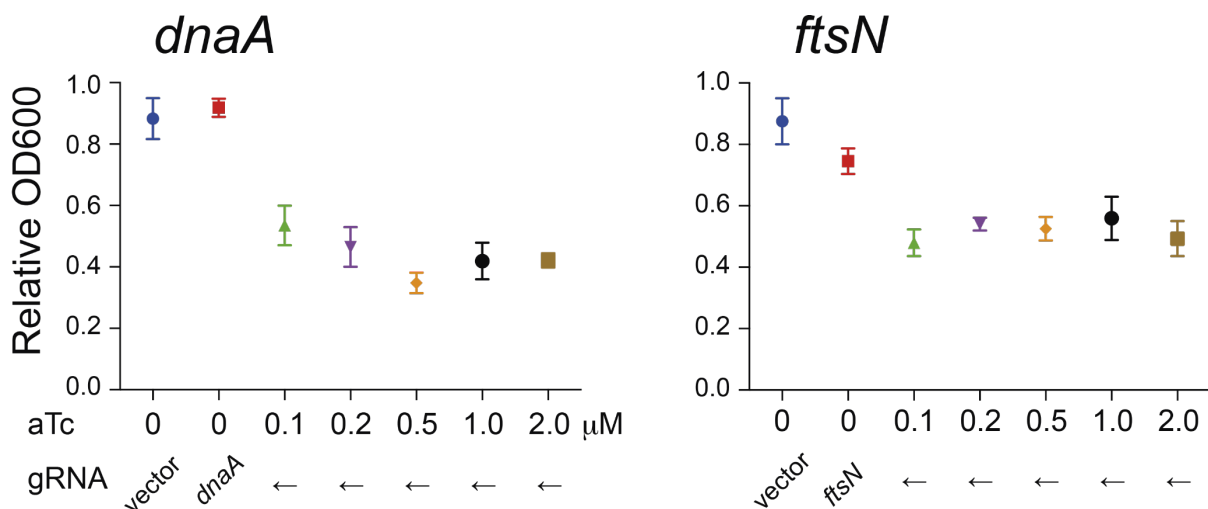 dnaA ftsN
Relative OD600
1.0 1.0
0.8 0.8
0.6 0.6
0.4 0.4
0.2 0.2
0.0 0.0
aTc 0 0 0.1 0.2 0.5 1.0 2.0 μM 0 0 0.1 0.2 0.5 1.0 2.0
gRNA vector dnaA ← ← ← ← ← vector ftsN ← ← ← ← ←